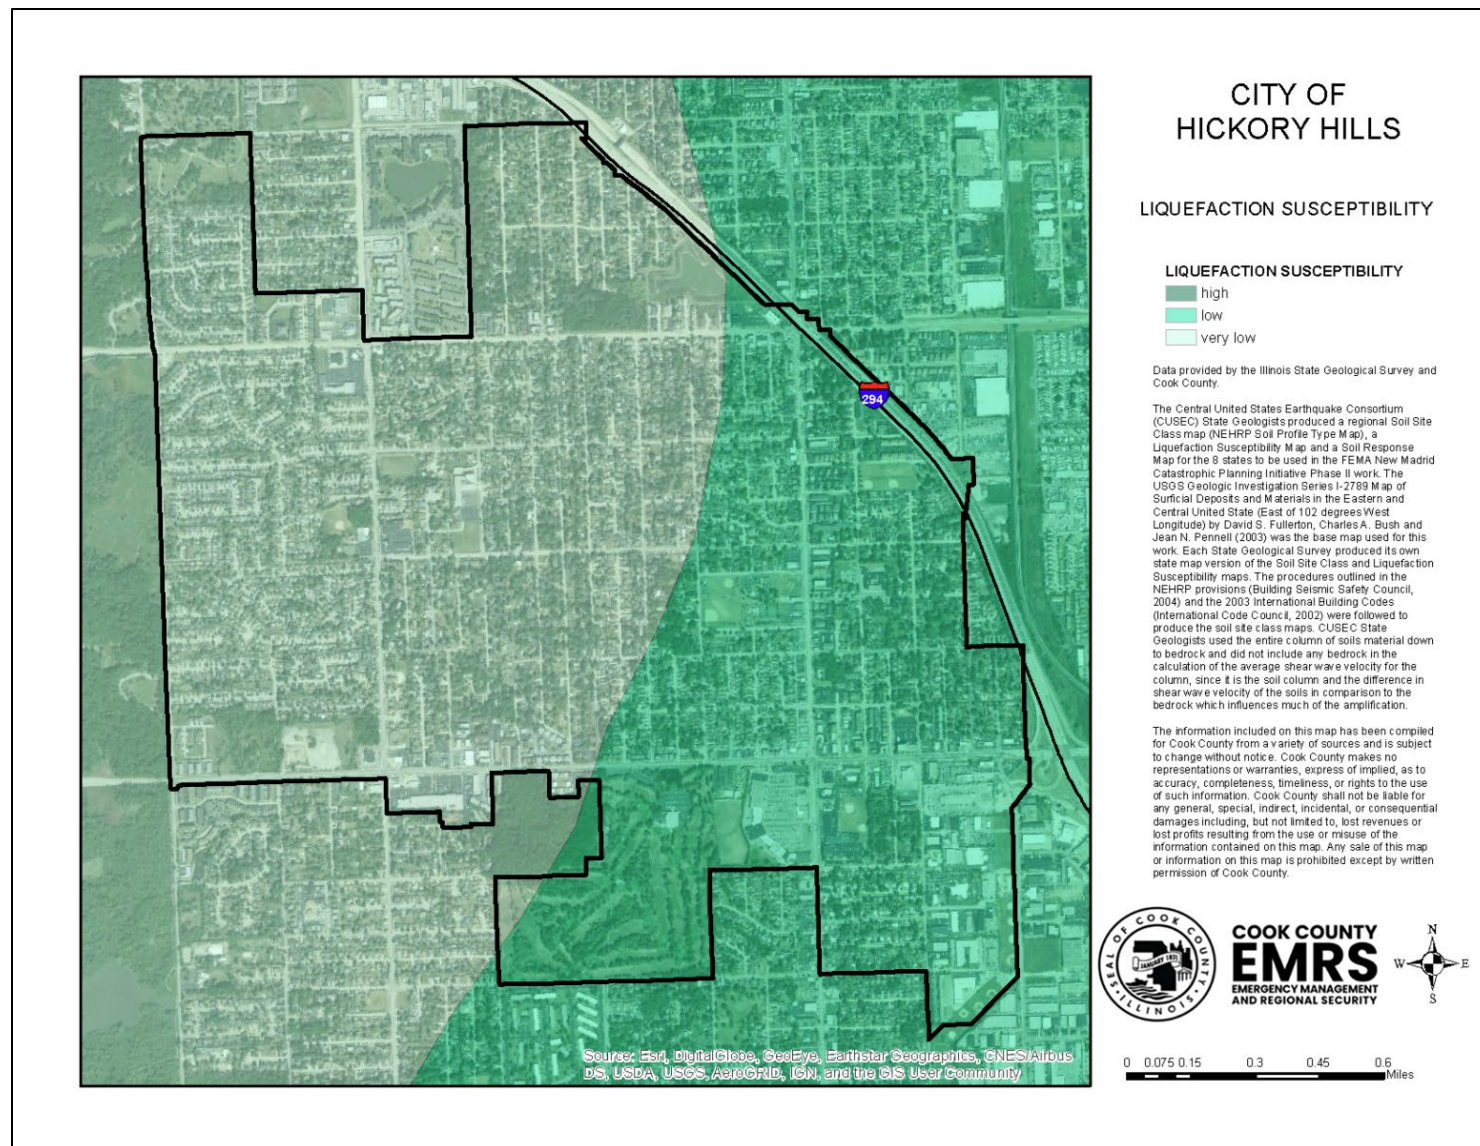 CITY OF
HICKORY HILLS
LIQUEFACTION SUSCEPTIBILITY
LIQUEFACTION SUSCEPTIBILITY
high
low
very low
Data provided by the Illinois State Geological Survey and
Cook County.
The Central United States Earthquake Consortium
(CUSEC) State Geologists produced a regional Soil Site
Class map (NEHRP Soil Profile Type Map), a
Liquefaction Susceptibility Map and a Soil Response
Map for the 8 states to be used in the FEMA New Madrid
Catastrophic Planning Initiative Phase II work. The
USGS Geologic Investigation Series I-2789 Map of
Surficial Deposits and Materials in the Eastern and
Central United State (East of 102 degrees West
Longitude) by David S. Fullerton, Charles A. Bush and
Jean N. Pennell (2003) was the base map used for this
work. Each State Geological Survey produced its own
state map version of the Soil Site Class and Liquefaction
Susceptibility maps. The procedures outlined in the
NEHRP provisions (Building Seismic Safety Council,
2004) and the 2003 International Building Codes
(International Code Council, 2002) were followed to
produce the soil site class maps. CUSEC State
Geologists used the entire column of soils material down
to bedrock and did not include any bedrock in the
calculation of the average shear wave velocity for the
column, since it is the soil column and the difference in
shear wave velocity of the soils in comparison to the
bedrock which influences much of the amplification.
The information included on this map has been compiled
for Cook County from a variety of sources and is subject
to change without notice. Cook County makes no
representations or warranties, express of implied, as to
accuracy, completeness, timeliness, or rights to the use
of such information. Cook County shall not be liable for
any general, special, indirect, incidental, or consequential
damages including, but not limited to, lost revenues or
lost profits resulting from the use or misuse of the
information contained on this map. Any sale of this map
or information on this map is prohibited except by written
permission of Cook County.
294
SEAL OF COOK COUNTY
JANUARY 1831
ILLINOIS
COOK COUNTY
EMRS
EMERGENCY MANAGEMENT
AND REGIONAL SECURITY
N
W E
S
0 0.075 0.15 0.3 0.45 0.6
Miles
Source: Esri, DigitalGlobe, GeoEye, Earthstar Geographics, CNES/Airbus
DS, USDA, USGS, AeroGRID, IGN, and the GIS User Community